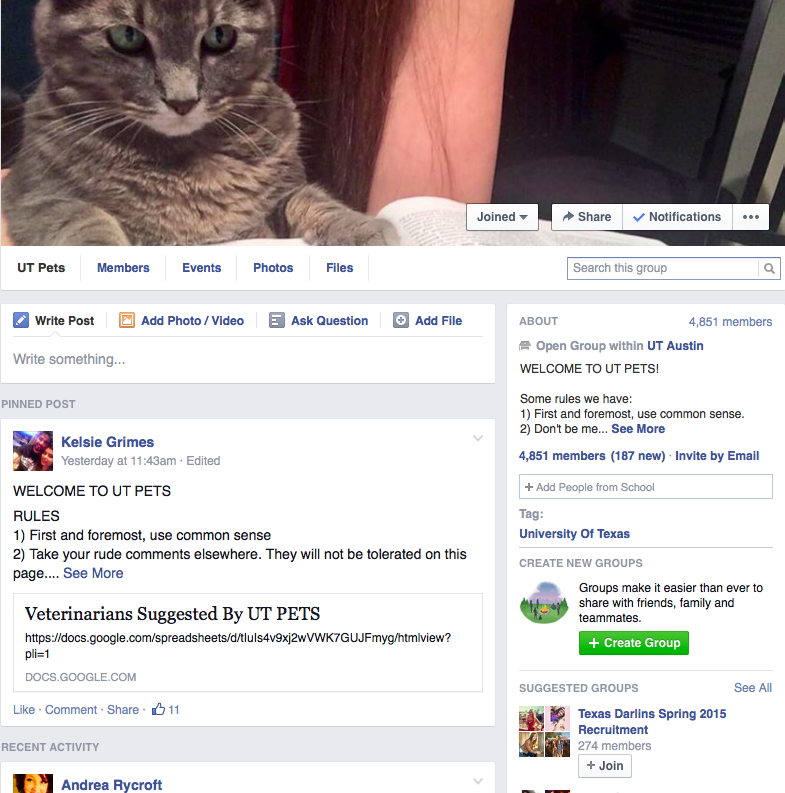 Joined
Share
Notifications
UT Pets
Members
Events
Photos
Files
Search this group
Write Post
Add Photo / Video
Ask Question
Add File
Write something...
PINNED POST
Kelsie Grimes
Yesterday at 11:43am · Edited
WELCOME TO UT PETS
RULES
1) First and foremost, use common sense
2) Take your rude comments elsewhere. They will not be tolerated on this
page.... See More
Veterinarians Suggested By UT PETS
https://docs.google.com/spreadsheets/d/tIuIs4v9xj2wVWK7GUJFmyg/htmlview?
pli=1
DOCS.GOOGLE.COM
Like · Comment · Share · 11
RECENT ACTIVITY
Andrea Rycroft
ABOUT
4,851 members
Open Group within UT Austin
WELCOME TO UT PETS!
Some rules we have:
1) First and foremost, use common sense.
2) Don't be me... See More
4,851 members (187 new) · Invite by Email
+ Add People from School
Tag:
University Of Texas
CREATE NEW GROUPS
Groups make it easier than ever to
share with friends, family and
teammates.
+ Create Group
SUGGESTED GROUPS
See All
Texas Darlins Spring 2015
Recruitment
274 members
+ Join